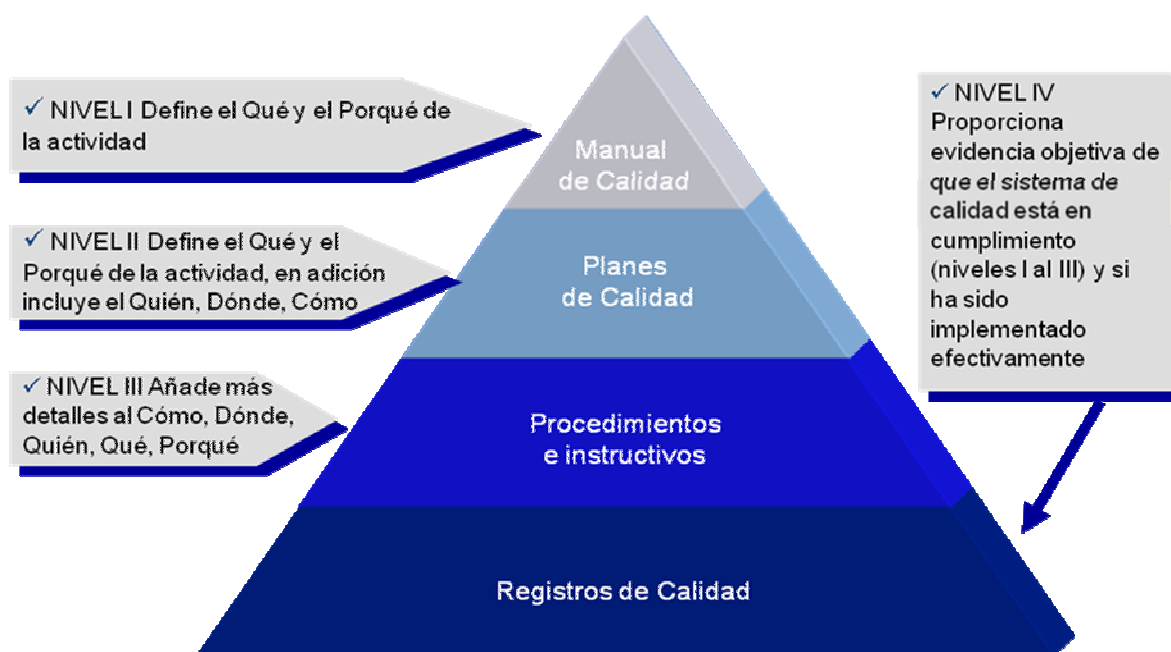 ✓ NIVEL I Define el Qué y el Porqué de
la actividad
✓ NIVEL II Define el Qué y el
Porqué de la actividad, en adición
incluye el Quién, Dónde, Cómo
✓ NIVEL III Añade más
detalles al Cómo, Dónde,
Quién, Qué, Porqué
Manual
de Calidad
Planes
de Calidad
Procedimientos
e instructivos
Registros de Calidad
✓ NIVEL IV
Proporciona
evidencia objetiva de
que el sistema de
calidad está en
cumplimiento
(niveles I al III) y si
ha sido
implementado
efectivamente